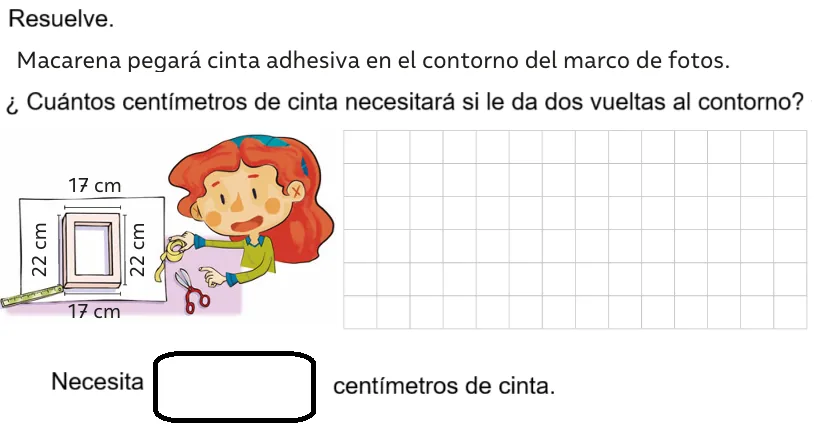 Resuelve.
Macarena pegará cinta adhesiva en el contorno del marco de fotos.
¿ Cuántos centímetros de cinta necesitará si le da dos vueltas al contorno?
17 cm
22 cm
22 cm
17 cm
Necesita
centímetros de cinta.